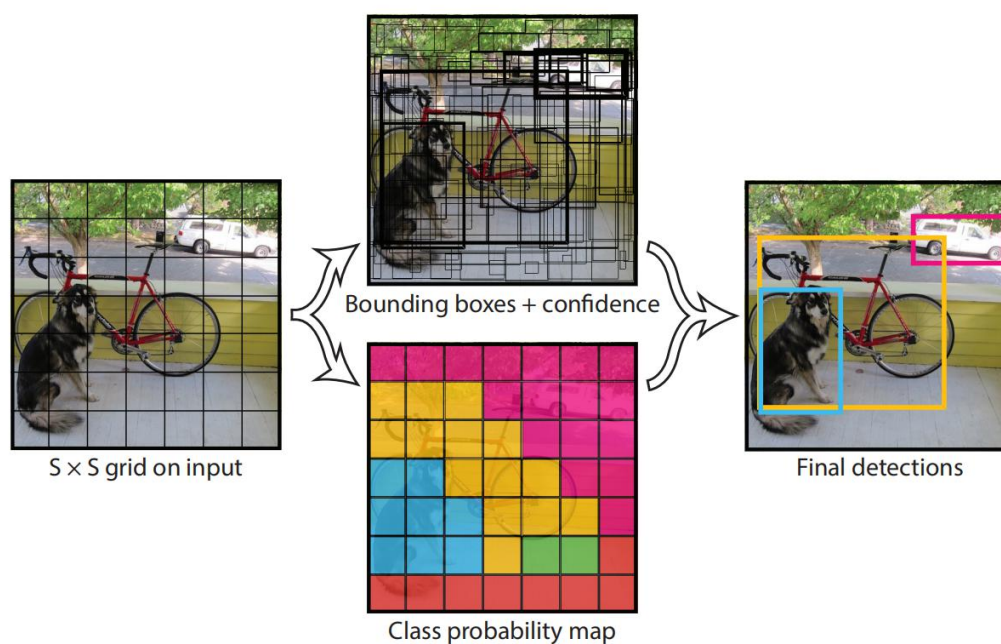 Bounding boxes + confidence
S × S grid on input
Final detections
Class probability map